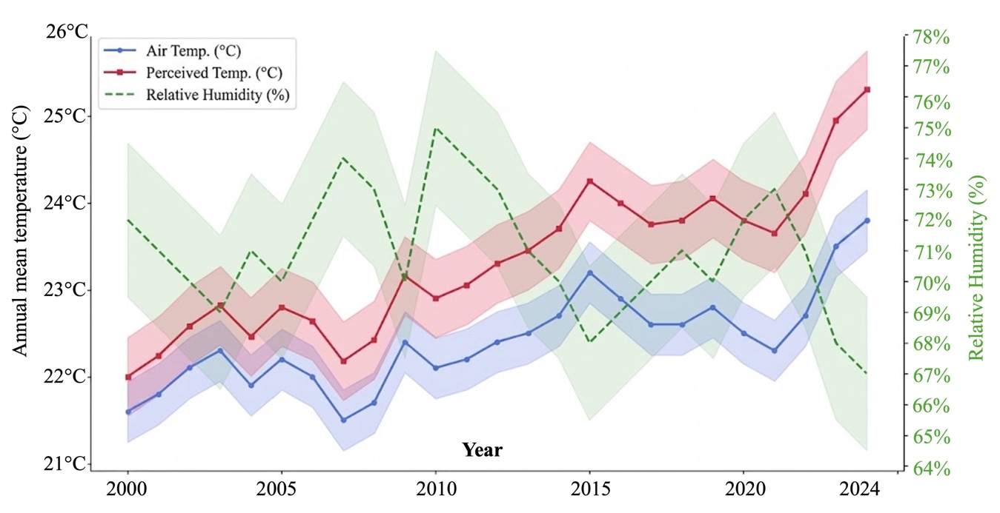 26°C
25°C
24°C
23°C
22°C
21°C
Annual mean temperature (°C)
Air Temp. (°C)
Perceived Temp. (°C)
Relative Humidity (%)
78%
77%
76%
75%
74%
73%
72%
71%
70%
69%
68%
67%
66%
65%
64%
Relative Humidity (%)
Year
2000 2005 2010 2015 2020 2024